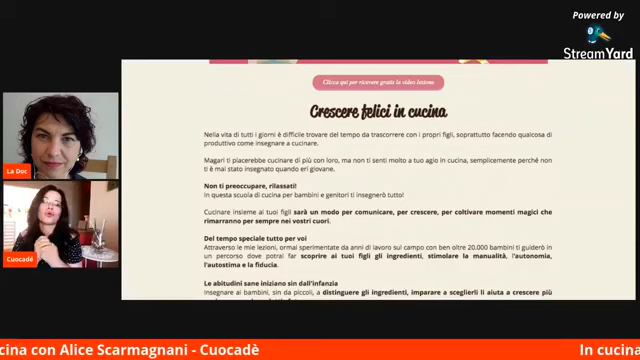 Powered by
StreamYard
Clicca qui per ricevere gratis la video lezione
Crescere felici in cucina
Nella vita di tutti i giorni è difficile trovare del tempo da trascorrere con i propri figli, soprattutto facendo qualcosa di
produttivo come insegnare a cucinare.
Magari ti piacerebbe cucinare di più con loro, ma non ti senti molto a tuo agio in cucina, semplicemente perché non
ti è mai stato insegnato quando eri giovane.
Non ti preoccupare, rilassati!
In questa scuola di cucina per bambini e genitori ti insegnerò tutto!
Cucinare insieme ai tuoi figli sarà un modo per comunicare, per crescere, per coltivare momenti magici che
rimarranno per sempre nei vostri cuori.
Del tempo speciale tutto per voi
Attraverso le mie lezioni, ormai sperimentate da anni di lavoro sul campo con ben oltre 20.000 bambini ti guiderò in
un percorso dove potrai far scoprire ai tuoi figli gli ingredienti, stimolare la manualità, l'autonomia,
l'autostima e la fiducia.
Le abitudini sane iniziano sin dall'infanzia
Insegnare ai bambini, sin da piccoli, a distinguere gli ingredienti, imparare a sceglierli li aiuta a crescere più
La Doc
Cuocadé
cina con Alice Scarmagnani - Cuocadè
In cucina